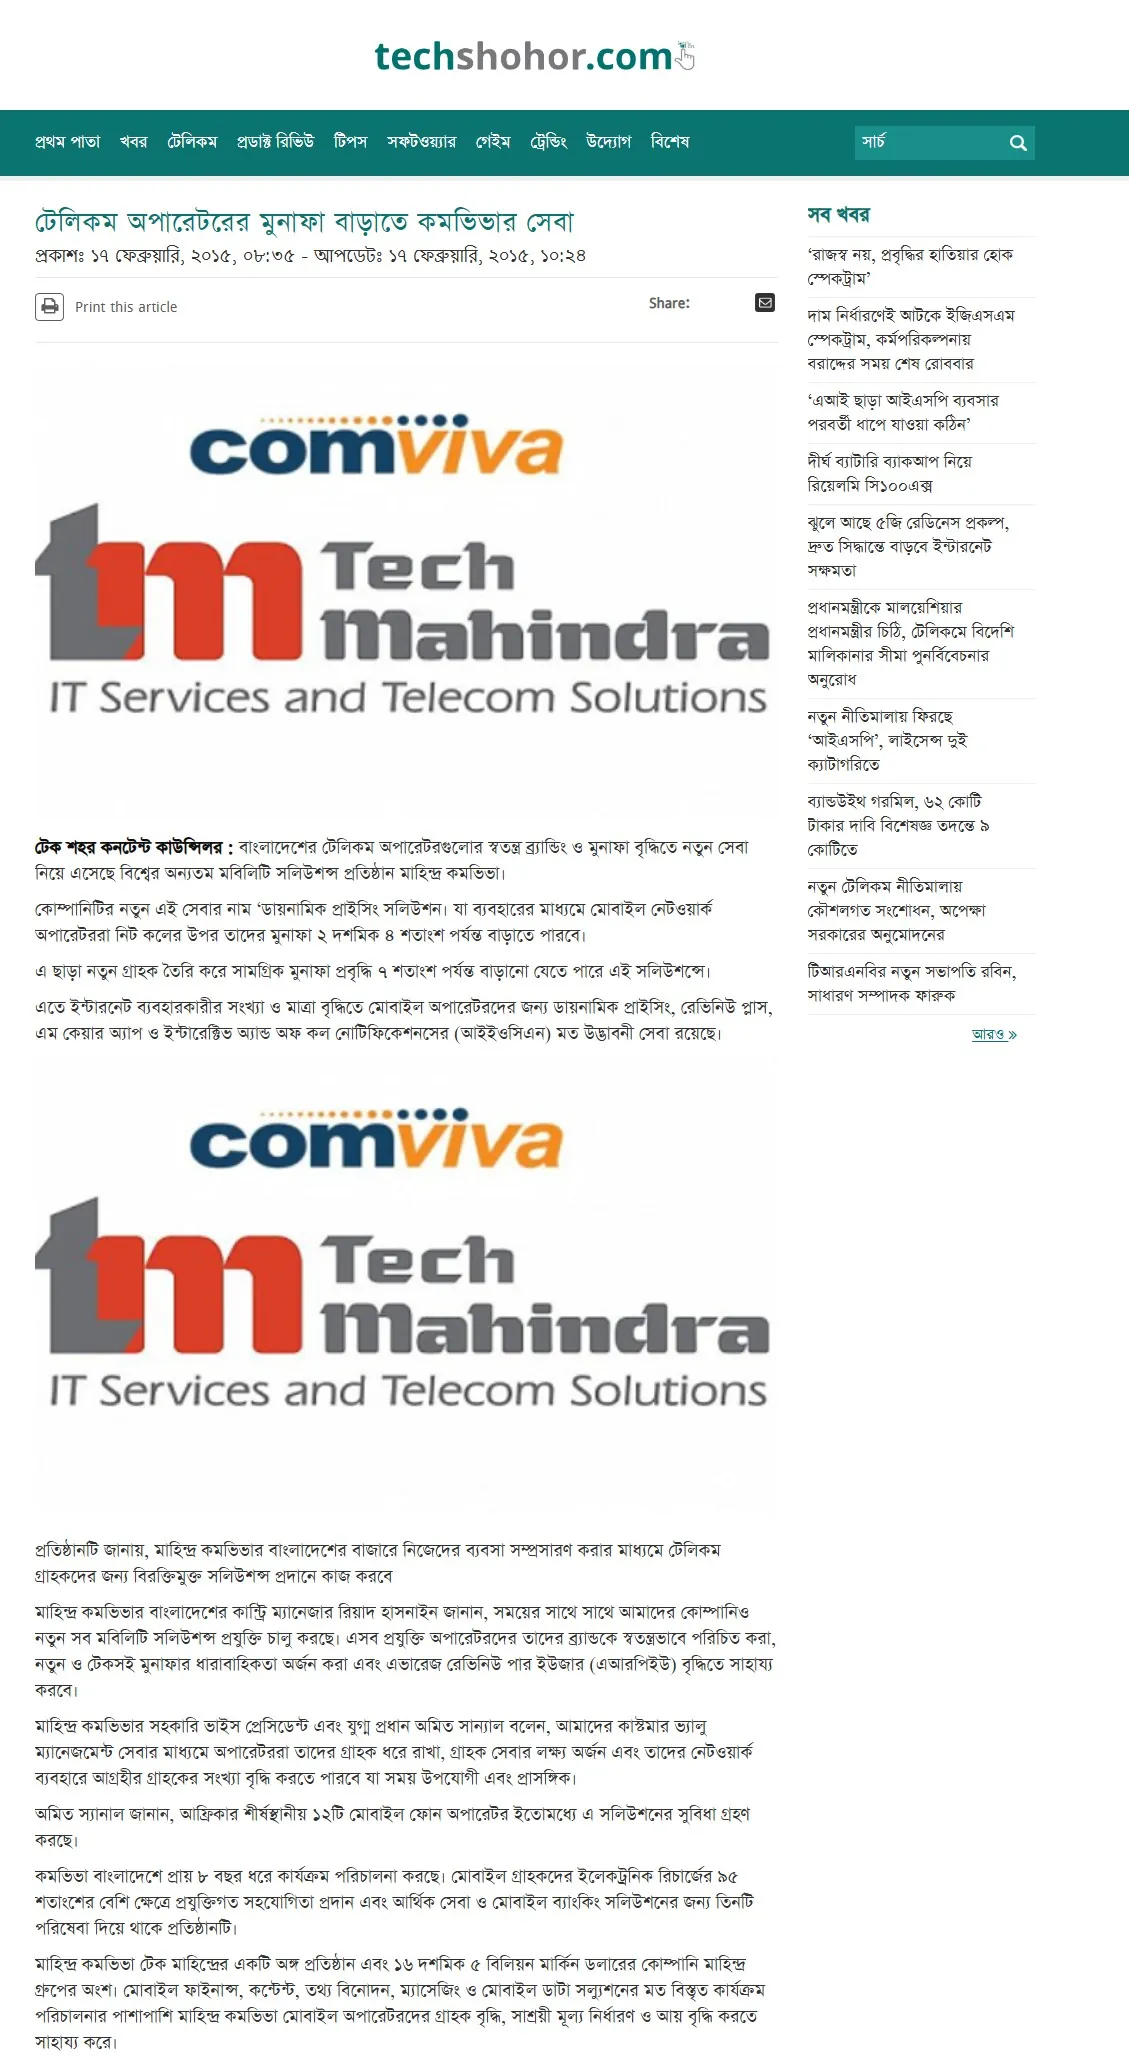 techshohor.com
প্রথম পাতা খবর টেলিকম প্রডাক্ট রিভিউ টিপস সফটওয়্যার গেইম ট্রেন্ডিং উদ্যোগ বিশেষ সার্চ
টেলিকম অপারেটরের মুনাফা বাড়াতে কমভিভার সেবা
প্রকাশঃ ১৭ ফেব্রুয়ারি, ২০১৫, ০৮:৩৫ - আপডেটঃ ১৭ ফেব্রুয়ারি, ২০১৫, ১০:২৪
Print this article Share:
comviva
Tech
Mahindra
IT Services and Telecom Solutions
টেক শহর কনটেন্ট কাউন্সিলর : বাংলাদেশের টেলিকম অপারেটরগুলোর স্বতন্ত্র ব্র্যান্ডিং ও মুনাফা বৃদ্ধিতে নতুন সেবা
নিয়ে এসেছে বিশ্বের অন্যতম মবিলিটি সলিউশন্স প্রতিষ্ঠান মাহিন্দ্র কমভিভা।
কোম্পানিটির নতুন এই সেবার নাম ‘ডায়নামিক প্রাইসিং সলিউশন। যা ব্যবহারের মাধ্যমে মোবাইল নেটওয়ার্ক
অপারেটররা নিট কলের উপর তাদের মুনাফা ২ দশমিক ৪ শতাংশ পর্যন্ত বাড়াতে পারবে।
এ ছাড়া নতুন গ্রাহক তৈরি করে সামগ্রিক মুনাফা প্রবৃদ্ধি ৭ শতাংশ পর্যন্ত বাড়ানো যেতে পারে এই সলিউশন্সে।
এতে ইন্টারনেট ব্যবহারকারীর সংখ্যা ও মাত্রা বৃদ্ধিতে মোবাইল অপারেটরদের জন্য ডায়নামিক প্রাইসিং, রেভিনিউ প্লাস,
এম কেয়ার অ্যাপ ও ইন্টারেক্টিভ অ্যান্ড অফ কল নোটিফিকেশনসের (আইইওসিএন) মত উদ্ভাবনী সেবা রয়েছে।
comviva
Tech
Mahindra
IT Services and Telecom Solutions
প্রতিষ্ঠানটি জানায়, মাহিন্দ্র কমভিভার বাংলাদেশের বাজারে নিজেদের ব্যবসা সম্প্রসারণ করার মাধ্যমে টেলিকম
গ্রাহকদের জন্য বিরক্তিমুক্ত সলিউশন্স প্রদানে কাজ করবে
মাহিন্দ্র কমভিভার বাংলাদেশের কান্ট্রি ম্যানেজার রিয়াদ হাসনাইন জানান, সময়ের সাথে সাথে আমাদের কোম্পানিও
নতুন সব মবিলিটি সলিউশন্স প্রযুক্তি চালু করছে। এসব প্রযুক্তি অপারেটরদের তাদের ব্র্যান্ডকে স্বতন্ত্রভাবে পরিচিত করা,
নতুন ও টেকসই মুনাফার ধারাবাহিকতা অর্জন করা এবং এভারেজ রেভিনিউ পার ইউজার (এআরপিইউ) বৃদ্ধিতে সাহায্য
করবে।
মাহিন্দ্র কমভিভার সহকারি ভাইস প্রেসিডেন্ট এবং যুগ্ম প্রধান অমিত সান্যাল বলেন, আমাদের কাস্টমার ভ্যালু
ম্যানেজমেন্ট সেবার মাধ্যমে অপারেটররা তাদের গ্রাহক ধরে রাখা, গ্রাহক সেবার লক্ষ্য অর্জন এবং তাদের নেটওয়ার্ক
ব্যবহারে আগ্রহীর গ্রাহকের সংখ্যা বৃদ্ধি করতে পারবে যা সময় উপযোগী এবং প্রাসঙ্গিক।
অমিত স্যানাল জানান, আফ্রিকার শীর্ষস্থানীয় ১২টি মোবাইল ফোন অপারেটর ইতোমধ্যে এ সলিউশনের সুবিধা গ্রহণ
করছে।
কমভিভা বাংলাদেশে প্রায় ৮ বছর ধরে কার্যক্রম পরিচালনা করছে। মোবাইল গ্রাহকদের ইলেকট্রনিক রিচার্জের ৯৫
শতাংশের বেশি ক্ষেত্রে প্রযুক্তিগত সহযোগিতা প্রদান এবং আর্থিক সেবা ও মোবাইল ব্যাংকিং সলিউশনের জন্য তিনটি
পরিষেবা দিয়ে থাকে প্রতিষ্ঠানটি।
মাহিন্দ্র কমভিভা টেক মাহিন্দ্রের একটি অঙ্গ প্রতিষ্ঠান এবং ১৬ দশমিক ৫ বিলিয়ন মার্কিন ডলারের কোম্পানি মাহিন্দ্র
গ্রুপের অংশ। মোবাইল ফাইনান্স, কন্টেন্ট, তথ্য বিনোদন, ম্যাসেজিং ও মোবাইল ডাটা সল্যুশনের মত বিস্তৃত কার্যক্রম
পরিচালনার পাশাপাশি মাহিন্দ্র কমভিভা মোবাইল অপারেটরদের গ্রাহক বৃদ্ধি, সাশ্রয়ী মূল্য নির্ধারণ ও আয় বৃদ্ধি করতে
সাহায্য করে।
সব খবর
‘রাজস্ব নয়, প্রবৃদ্ধির হাতিয়ার হোক
স্পেকট্রাম’
দাম নির্ধারণেই আটকে ইজিএসএম
স্পেকট্রাম, কর্মপরিকল্পনায়
বরাদ্দের সময় শেষ রোববার
‘এআই ছাড়া আইএসপি ব্যবসার
পরবর্তী ধাপে যাওয়া কঠিন’
দীর্ঘ ব্যাটারি ব্যাকআপ নিয়ে
রিয়েলমি সি১০০এক্স
ঝুলে আছে ৫জি রেডিনেস প্রকল্প,
দ্রুত সিদ্ধান্তে বাড়বে ইন্টারনেট
সক্ষমতা
প্রধানমন্ত্রীকে মালয়েশিয়ার
প্রধানমন্ত্রীর চিঠি, টেলিকমে বিদেশি
মালিকানার সীমা পুনর্বিবেচনার
অনুরোধ
নতুন নীতিমালায় ফিরছে
‘আইএসপি’, লাইসেন্স দুই
ক্যাটাগরিতে
ব্যান্ডউইথ গরমিল, ৬২ কোটি
টাকার দাবি বিশেষজ্ঞ তদন্তে ৯
কোটিতে
নতুন টেলিকম নীতিমালায়
কৌশলগত সংশোধন, অপেক্ষা
সরকারের অনুমোদনের
টিআরএনবির নতুন সভাপতি রবিন,
সাধারণ সম্পাদক ফারুক
আরও »